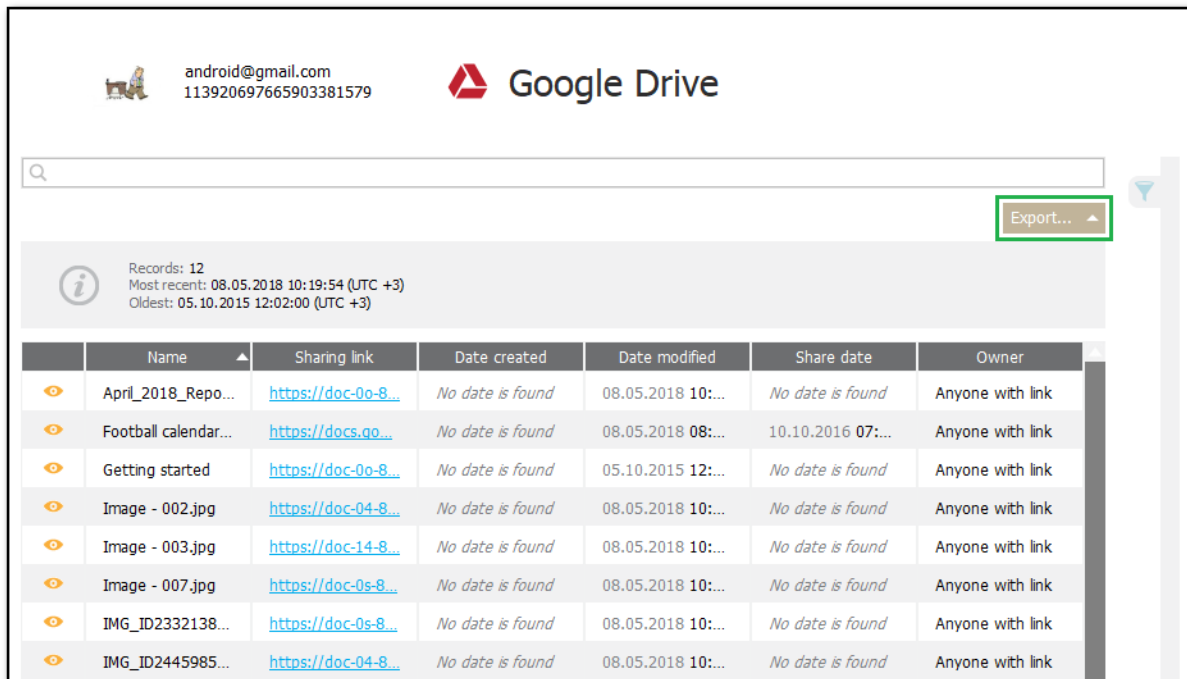 android@gmail.com
113920697665903381579
Google Drive
Export...
Records: 12
Most recent: 08.05.2018 10:19:54 (UTC +3)
Oldest: 05.10.2015 12:02:00 (UTC +3)
Name Sharing link Date created Date modified Share date Owner
April_2018_Repo... https://doc-0o-8... No date is found 08.05.2018 10:... No date is found Anyone with link
Football calendar... https://docs.go... No date is found 08.05.2018 08:... 10.10.2016 07:... Anyone with link
Getting started https://doc-0o-8... No date is found 05.10.2015 12:... No date is found Anyone with link
Image - 002.jpg https://doc-04-8... No date is found 08.05.2018 10:... No date is found Anyone with link
Image - 003.jpg https://doc-14-8... No date is found 08.05.2018 10:... No date is found Anyone with link
Image - 007.jpg https://doc-0s-8... No date is found 08.05.2018 10:... No date is found Anyone with link
IMG_ID2332138... https://doc-0s-8... No date is found 08.05.2018 10:... No date is found Anyone with link
IMG_ID2445985... https://doc-04-8... No date is found 08.05.2018 10:... No date is found Anyone with link